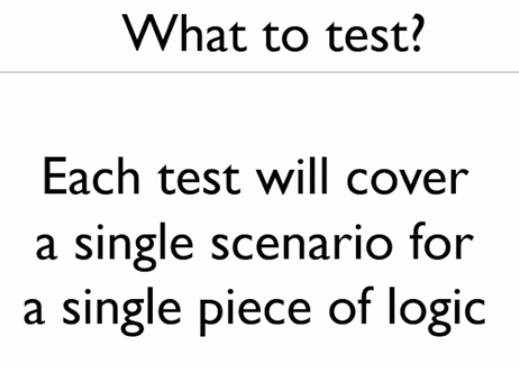 What to test?
Each test will cover
a single scenario for
a single piece of logic